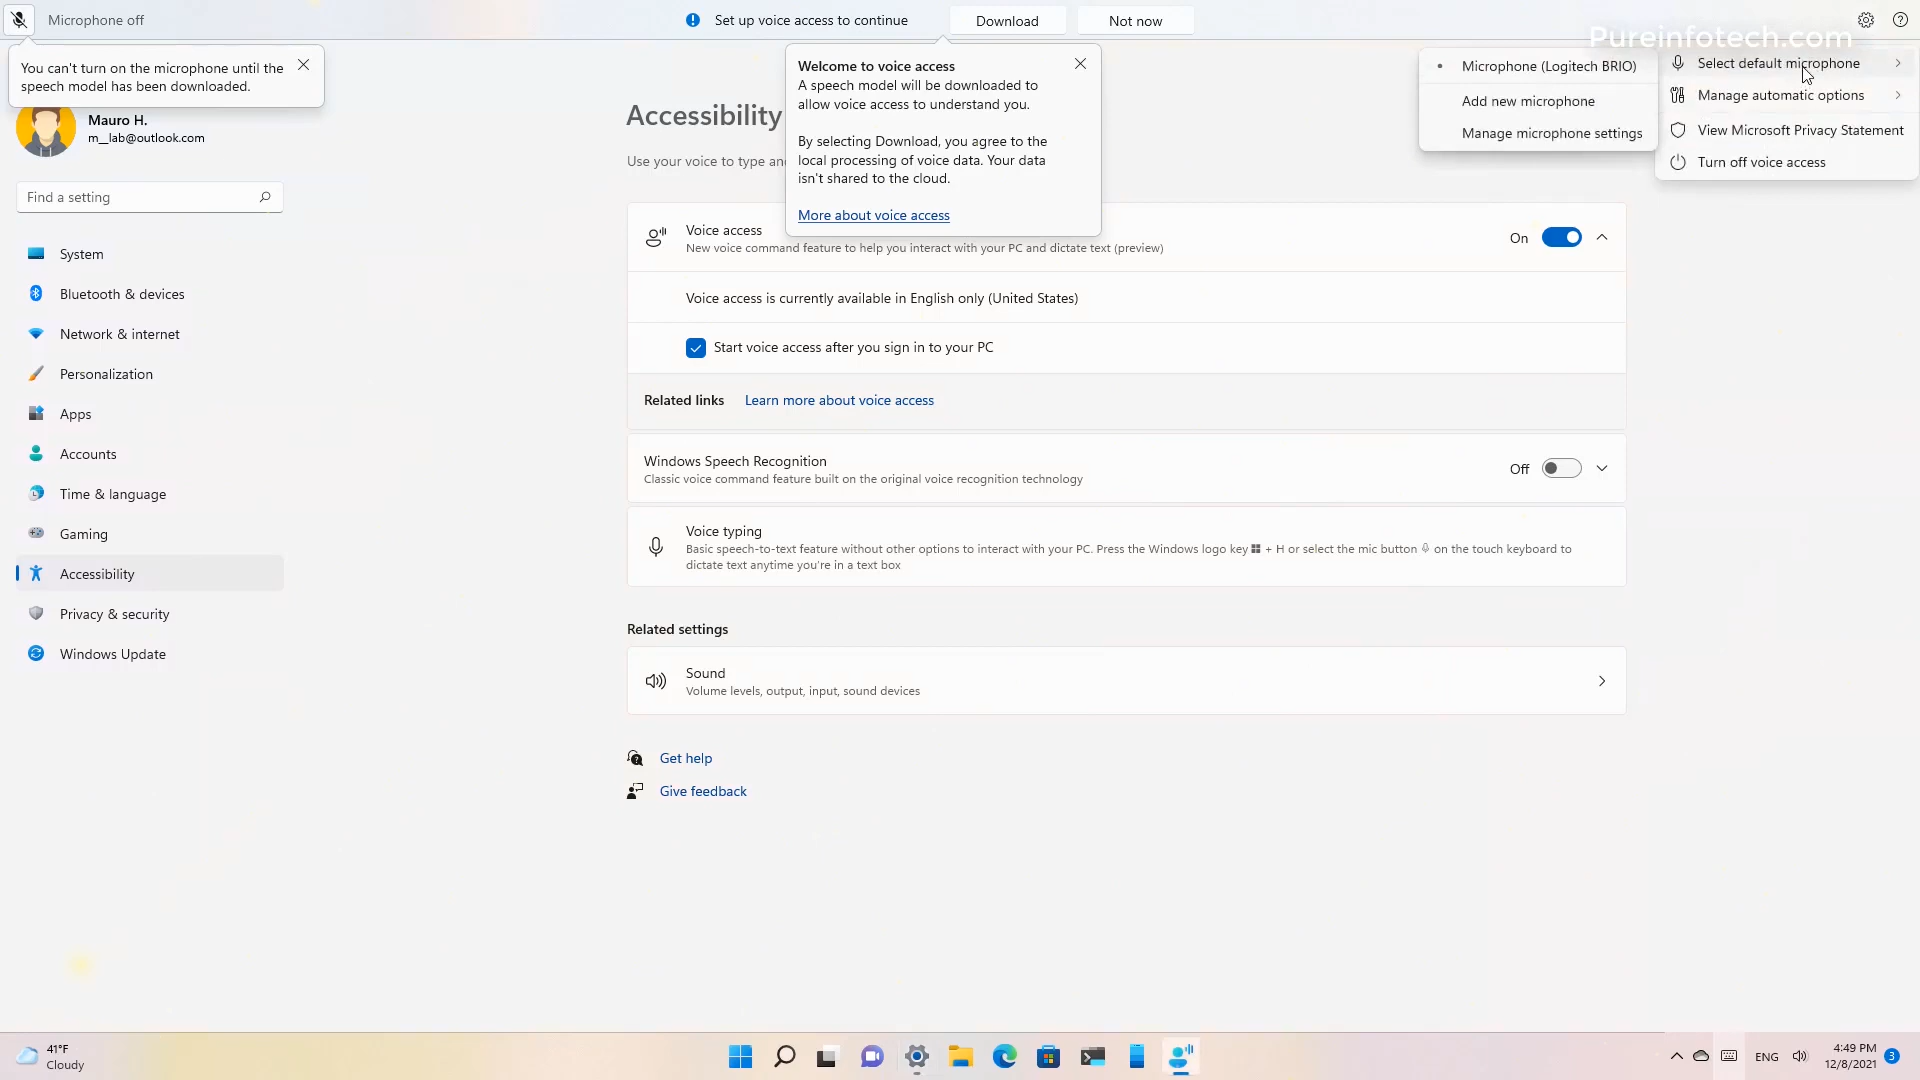 Microphone off
Set up voice access to continue
Download
Not now
Pureinfotech.com
You can't turn on the microphone until the
speech model has been downloaded.
Welcome to voice access
A speech model will be downloaded to
allow voice access to understand you.
By selecting Download, you agree to the
local processing of voice data. Your data
isn't shared to the cloud.
More about voice access
Microphone (Logitech BRIO)
Add new microphone
Manage microphone settings
Select default microphone
Manage automatic options
View Microsoft Privacy Statement
Turn off voice access
Mauro H.
m__lab@outlook.com
Find a setting
System
Bluetooth & devices
Network & internet
Personalization
Apps
Accounts
Time & language
Gaming
Accessibility
Privacy & security
Windows Update
Accessibility
Use your voice to type an
Voice access
New voice command feature to help you interact with your PC and dictate text (preview)
On
Voice access is currently available in English only (United States)
Start voice access after you sign in to your PC
Related links
Learn more about voice access
Windows Speech Recognition
Classic voice command feature built on the original voice recognition technology
Off
Voice typing
Basic speech-to-text feature without other options to interact with your PC. Press the Windows logo key + H or select the mic button on the touch keyboard to
dictate text anytime you're in a text box
Related settings
Sound
Volume levels, output, input, sound devices
Get help
Give feedback
41°F
Cloudy
ENG
4:49 PM
12/8/2021
3